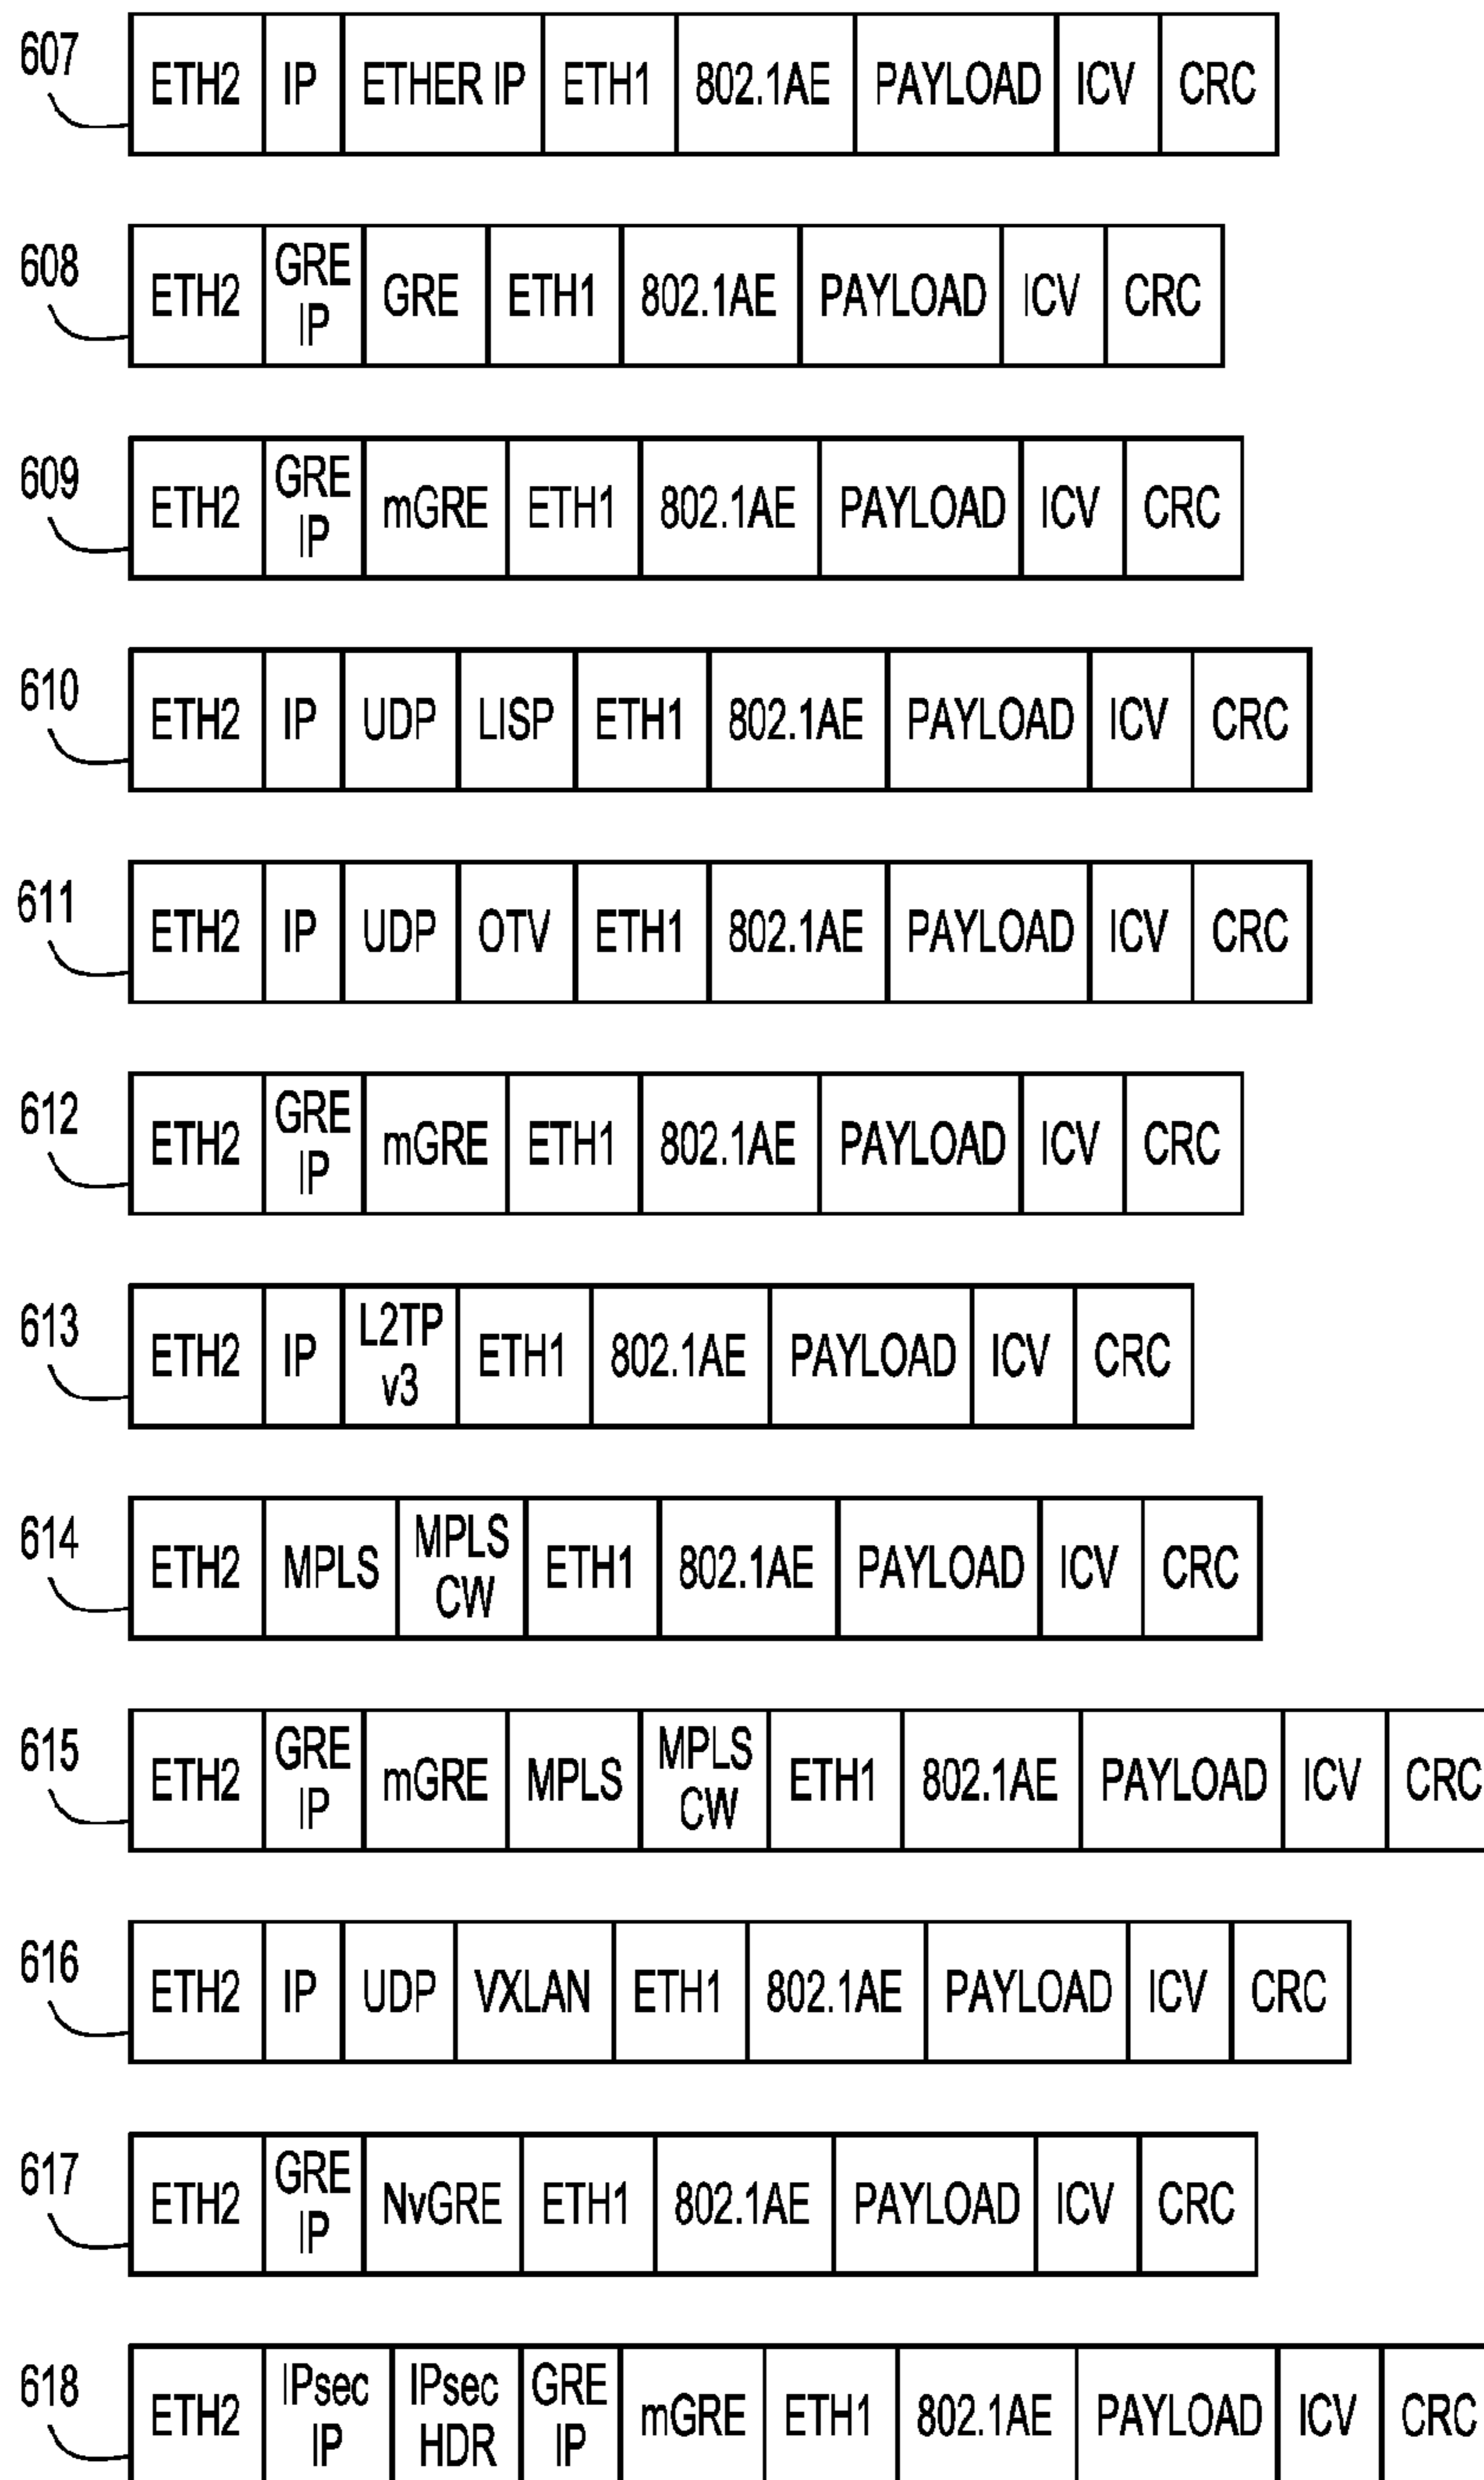 607 ETH2 IP ETHER IP ETH1 802.1AE PAYLOAD ICV CRC
608 ETH2 GRE IP GRE ETH1 802.1AE PAYLOAD ICV CRC
609 ETH2 GRE IP mGRE ETH1 802.1AE PAYLOAD ICV CRC
610 ETH2 IP UDP LISP ETH1 802.1AE PAYLOAD ICV CRC
611 ETH2 IP UDP OTV ETH1 802.1AE PAYLOAD ICV CRC
612 ETH2 GRE IP mGRE ETH1 802.1AE PAYLOAD ICV CRC
613 ETH2 IP L2TP v3 ETH1 802.1AE PAYLOAD ICV CRC
614 ETH2 MPLS MPLS CW ETH1 802.1AE PAYLOAD ICV CRC
615 ETH2 GRE IP mGRE MPLS MPLS CW ETH1 802.1AE PAYLOAD ICV CRC
616 ETH2 IP UDP VXLAN ETH1 802.1AE PAYLOAD ICV CRC
617 ETH2 GRE IP NvGRE ETH1 802.1AE PAYLOAD ICV CRC
618 ETH2 IPsec IP IPsec HDR GRE IP mGRE ETH1 802.1AE PAYLOAD ICV CRC